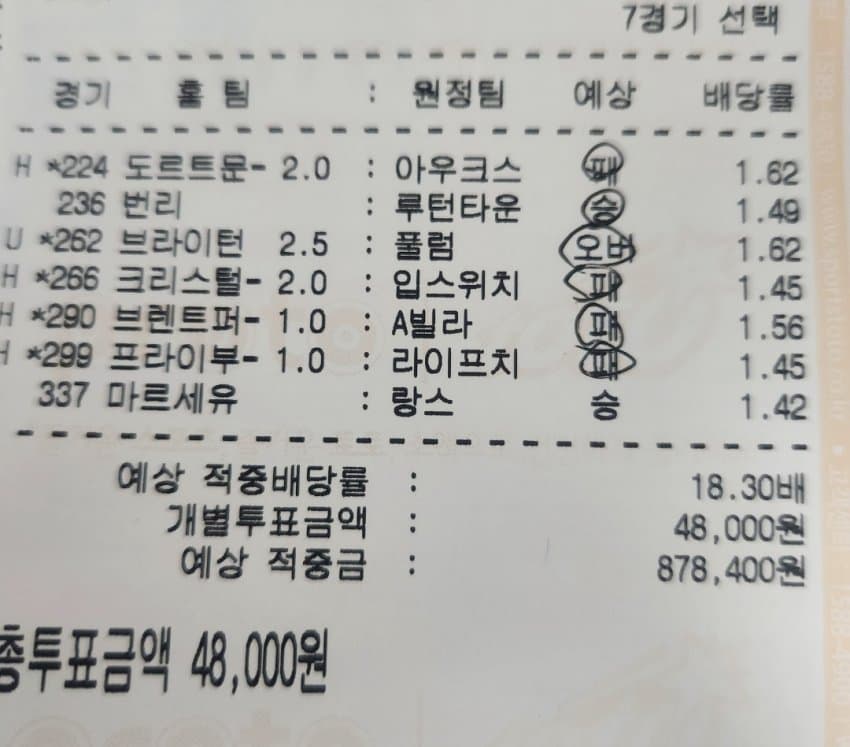 7경기 선택
경기 홈 팀 : 원정팀 예상 배당률
H *224 도르트문- 2.0 : 아우크스 패 1.62
236 번리 : 루턴타운 승 1.49
U *262 브라이턴 2.5 : 풀럼 오버 1.62
H *266 크리스털- 2.0 : 입스위치 패 1.45
H *290 브렌트퍼- 1.0 : A빌라 패 1.56
H *299 프라이부- 1.0 : 라이프치 패 1.45
337 마르세유 : 랑스 승 1.42
예상 적중배당률 : 18.30배
개별투표금액 : 48,000원
예상 적중금 : 878,400원
총투표금액 48,000원